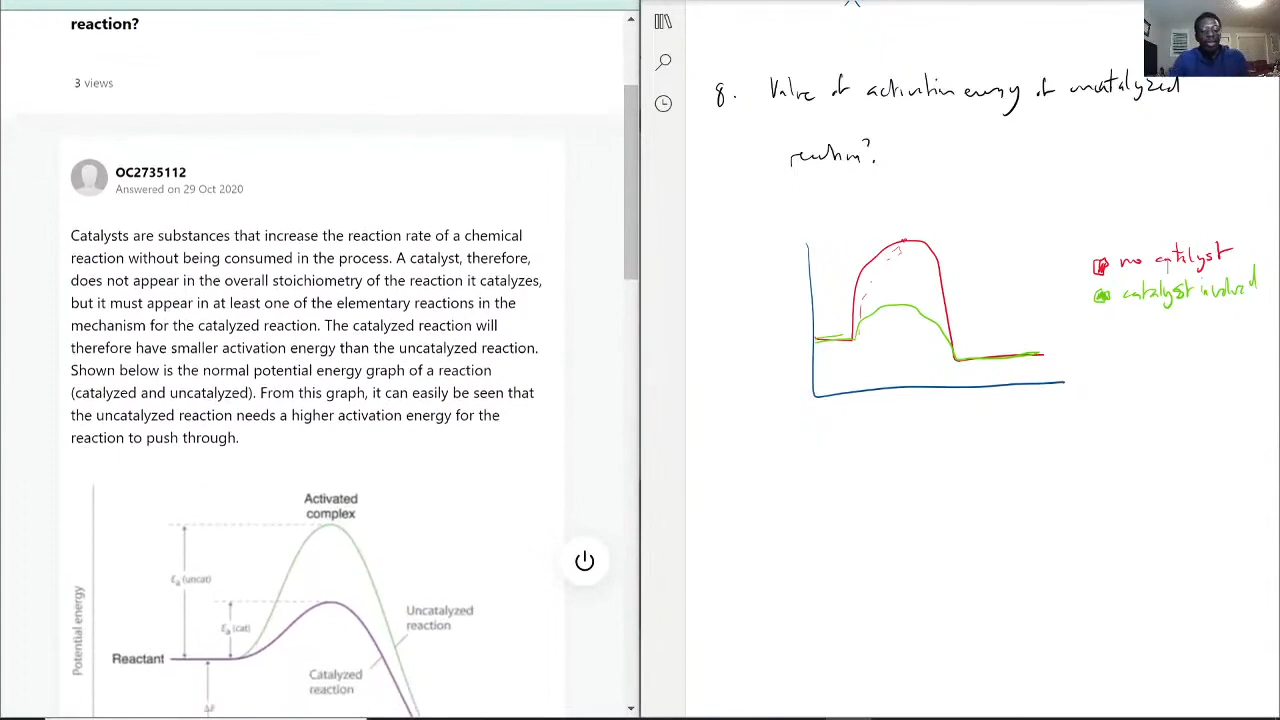 reaction?
3 views
OC2735112
Answered on 29 Oct 2020
Catalysts are substances that increase the reaction rate of a chemical
reaction without being consumed in the process. A catalyst, therefore,
does not appear in the overall stoichiometry of the reaction it catalyzes,
but it must appear in at least one of the elementary reactions in the
mechanism for the catalyzed reaction. The catalyzed reaction will
therefore have smaller activation energy than the uncatalyzed reaction.
Shown below is the normal potential energy graph of a reaction
(catalyzed and uncatalyzed). From this graph, it can easily be seen that
the uncatalyzed reaction needs a higher activation energy for the
reaction to push through.
Activated
complex
Ea (uncat)
Ea (cat)
Uncatalyzed
reaction
Potential energy
Reactant
Catalyzed
reaction
8. Value of activation energy of uncatalyzed
reaction?
no catalyst
catalyst involved